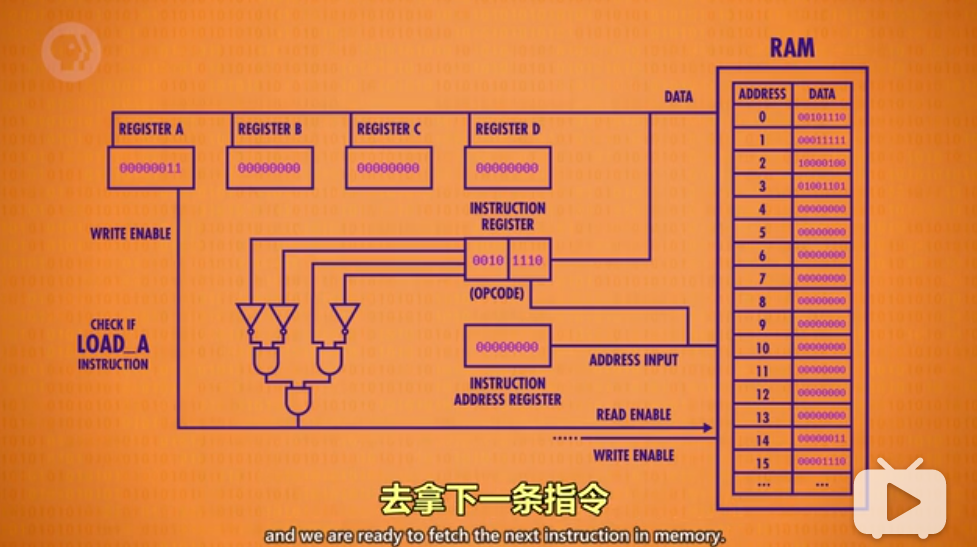 RAM
DATA
ADDRESS DATA
0 00101110
1 00011111
2 10000100
3 01001101
4 00000000
5 00000000
6 00000000
7 00000000
8 00000000
9 00000000
10 00000000
11 00000000
12 00000000
13 00000000
14 00000011
15 00001110
... ...
REGISTER A
REGISTER B
REGISTER C
REGISTER D
00000011
00000000
00000000
00000000
INSTRUCTION
REGISTER
WRITE ENABLE
0010 1110
(OPCODE)
CHECK IF
LOAD_A
INSTRUCTION
00000000
ADDRESS INPUT
INSTRUCTION
ADDRESS REGISTER
READ ENABLE
WRITE ENABLE
去拿下一条指令
and we are ready to fetch the next instruction in memory.